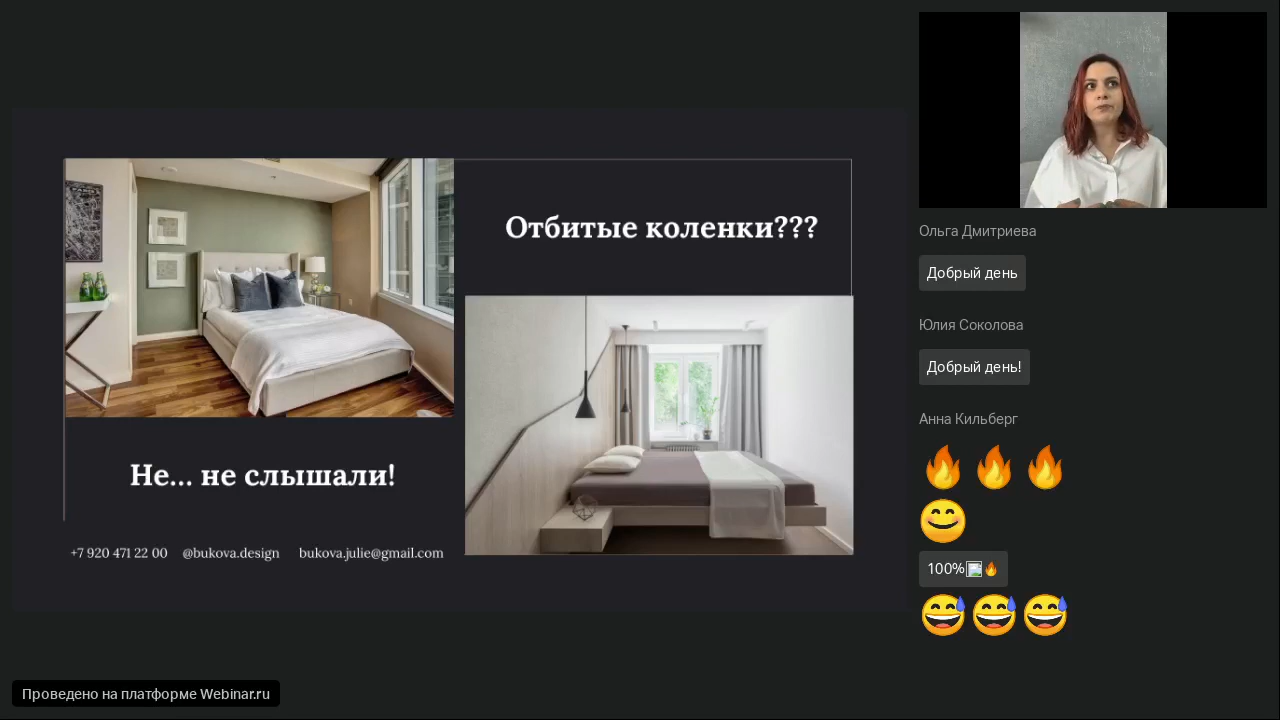 Отбитые коленки???
Не... не слышали!
+7 920 471 22 00 @bukova.design bukova.julie@gmail.com
Ольга Дмитриева
Добрый день
Юлия Соколова
Добрый день!
Анна Кильберг
🔥 🔥 🔥
😊
100%🔥
😅😅😅
Проведено на платформе Webinar.ru